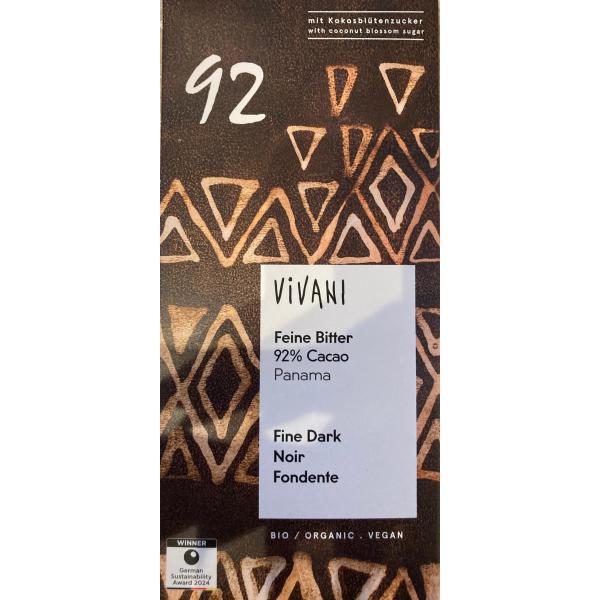 mit Kokosblütenzucker
with coconut blossom sugar
92
ViVANI
Feine Bitter
92% Cacao
Panama
Fine Dark
Noir
Fondente
BIO / ORGANIC . VEGAN
WINNER
German
Sustainability
Award 2024